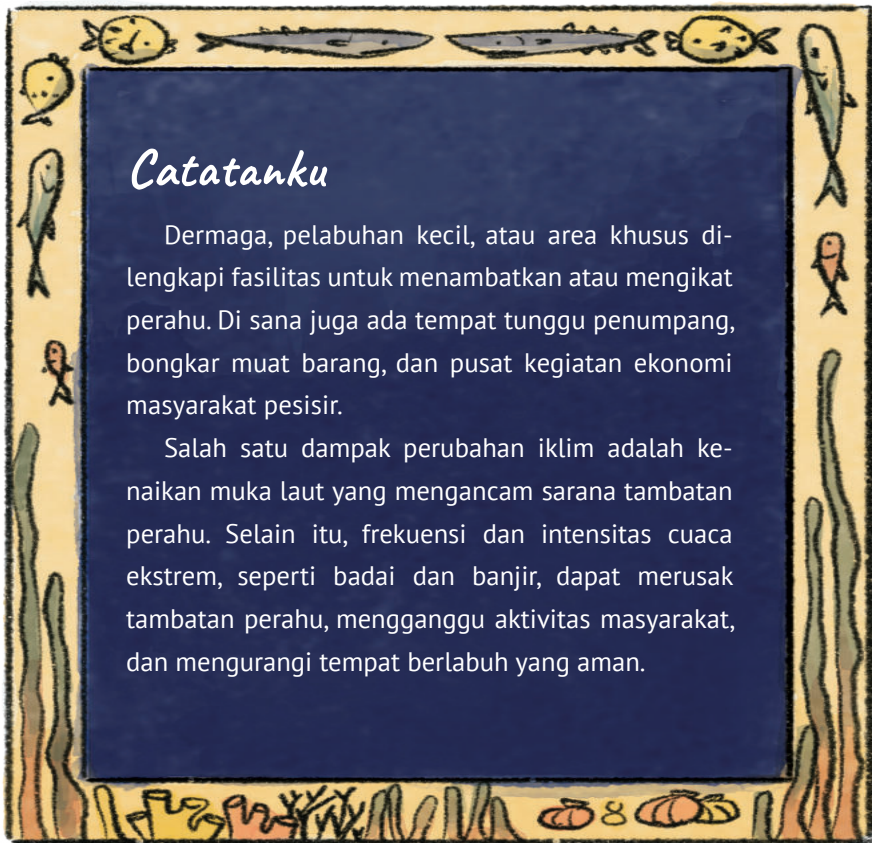 Catatanku
Dermaga, pelabuhan kecil, atau area khusus di-
lengkapi fasilitas untuk menambatkan atau mengikat
perahu. Di sana juga ada tempat tunggu penumpang,
bongkar muat barang, dan pusat kegiatan ekonomi
masyarakat pesisir.
Salah satu dampak perubahan iklim adalah ke-
naikan muka laut yang mengancam sarana tambatan
perahu. Selain itu, frekuensi dan intensitas cuaca
ekstrem, seperti badai dan banjir, dapat merusak
tambatan perahu, mengganggu aktivitas masyarakat,
dan mengurangi tempat berlabuh yang aman.